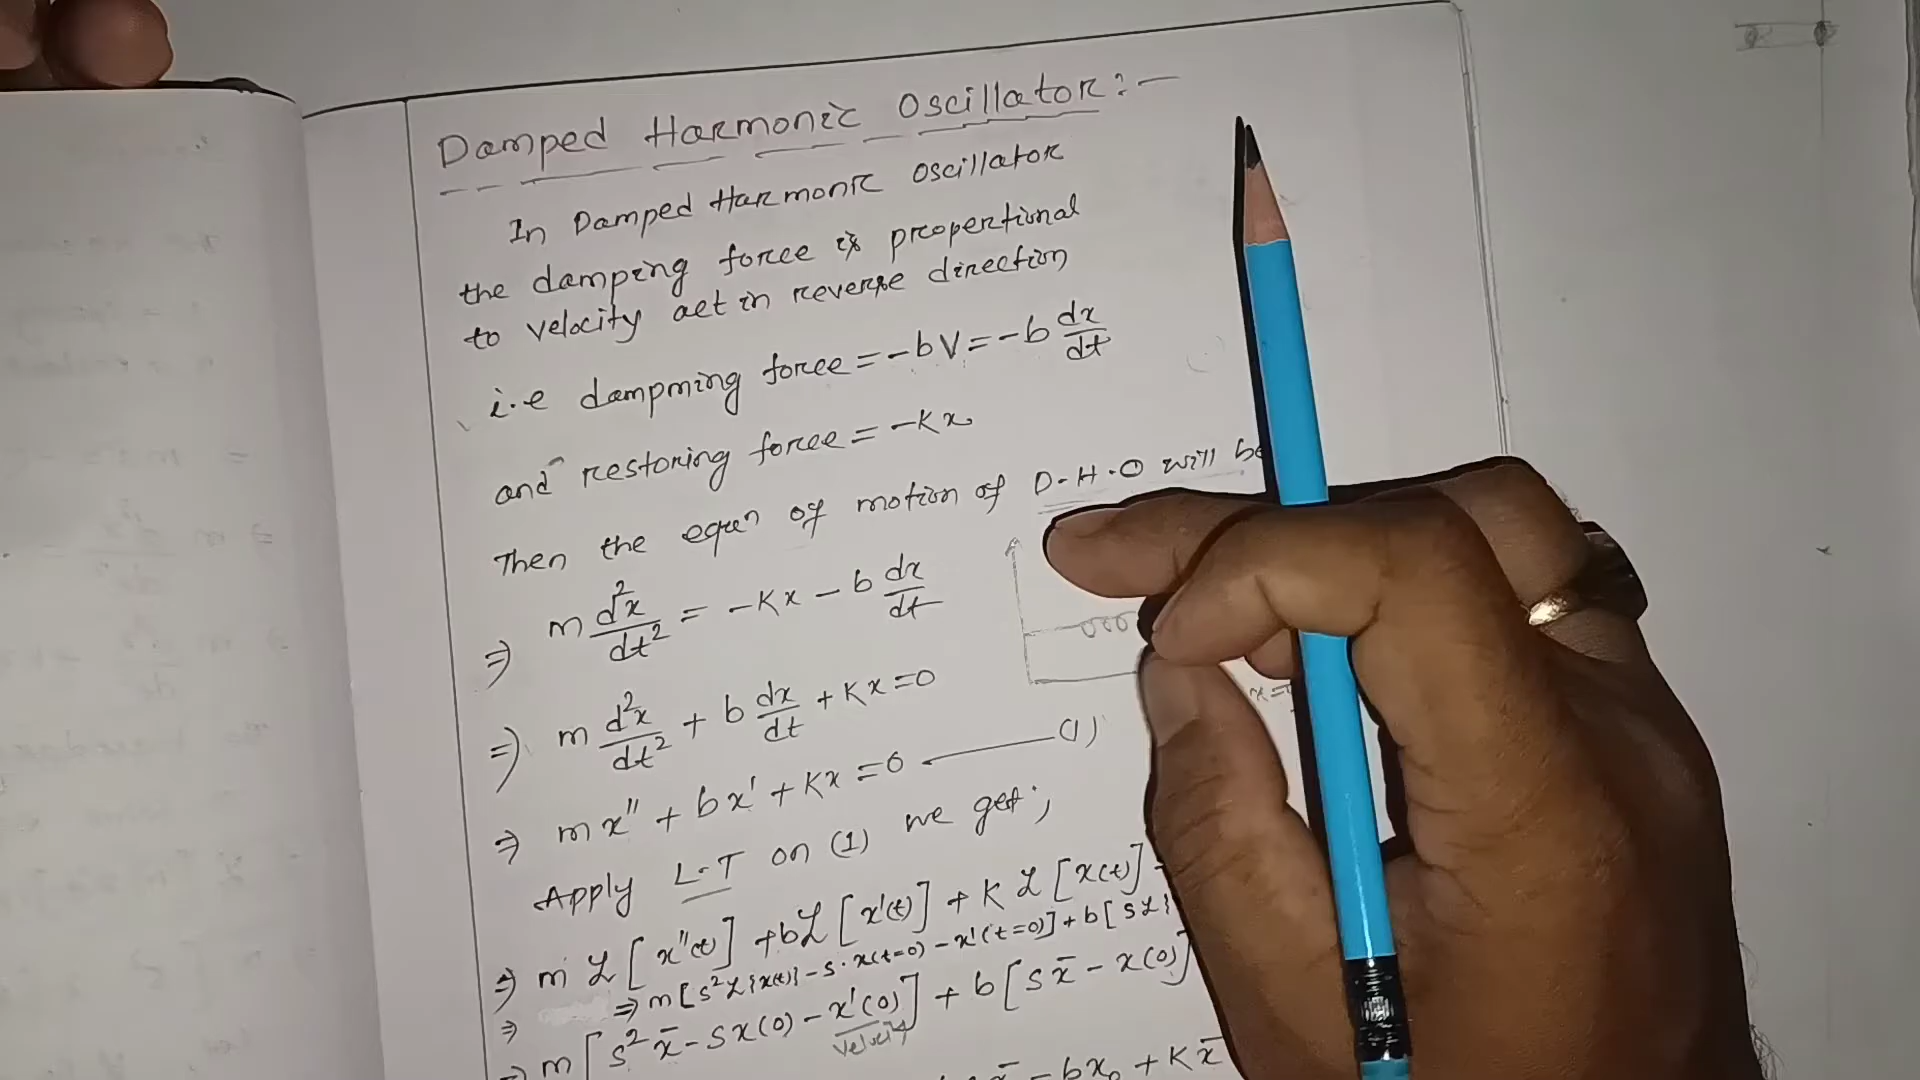 Damped Harmonic Oscillator:-
In Damped Harmonic Oscillator
the damping force is propertional
to velocity act in reverse direction
i.e dampming force = -bV = -b dx/dt
and restoring force = -Kx
Then the equn of motion of D-H.O will be
⇒ m d²x/dt² = -Kx - b dx/dt
⇒ m d²x/dt² + b dx/dt + Kx = 0
⇒ mx'' + bx' + Kx = 0 ——— (1)
Apply L-T on (1) we get;
⇒ m ℒ[x''(t)] + bℒ[x'(t)] + K ℒ[x(t)]
⇒ m[s²ℒ{x(t)} - s·x(t=0) - x'(t=0)] + b[sℒ{
⇒
⇒ m[s²x̄ - sx(0) - x'(0)] + b[sx̄ - x(0)]
velocity
- bx₀ + Kx̄